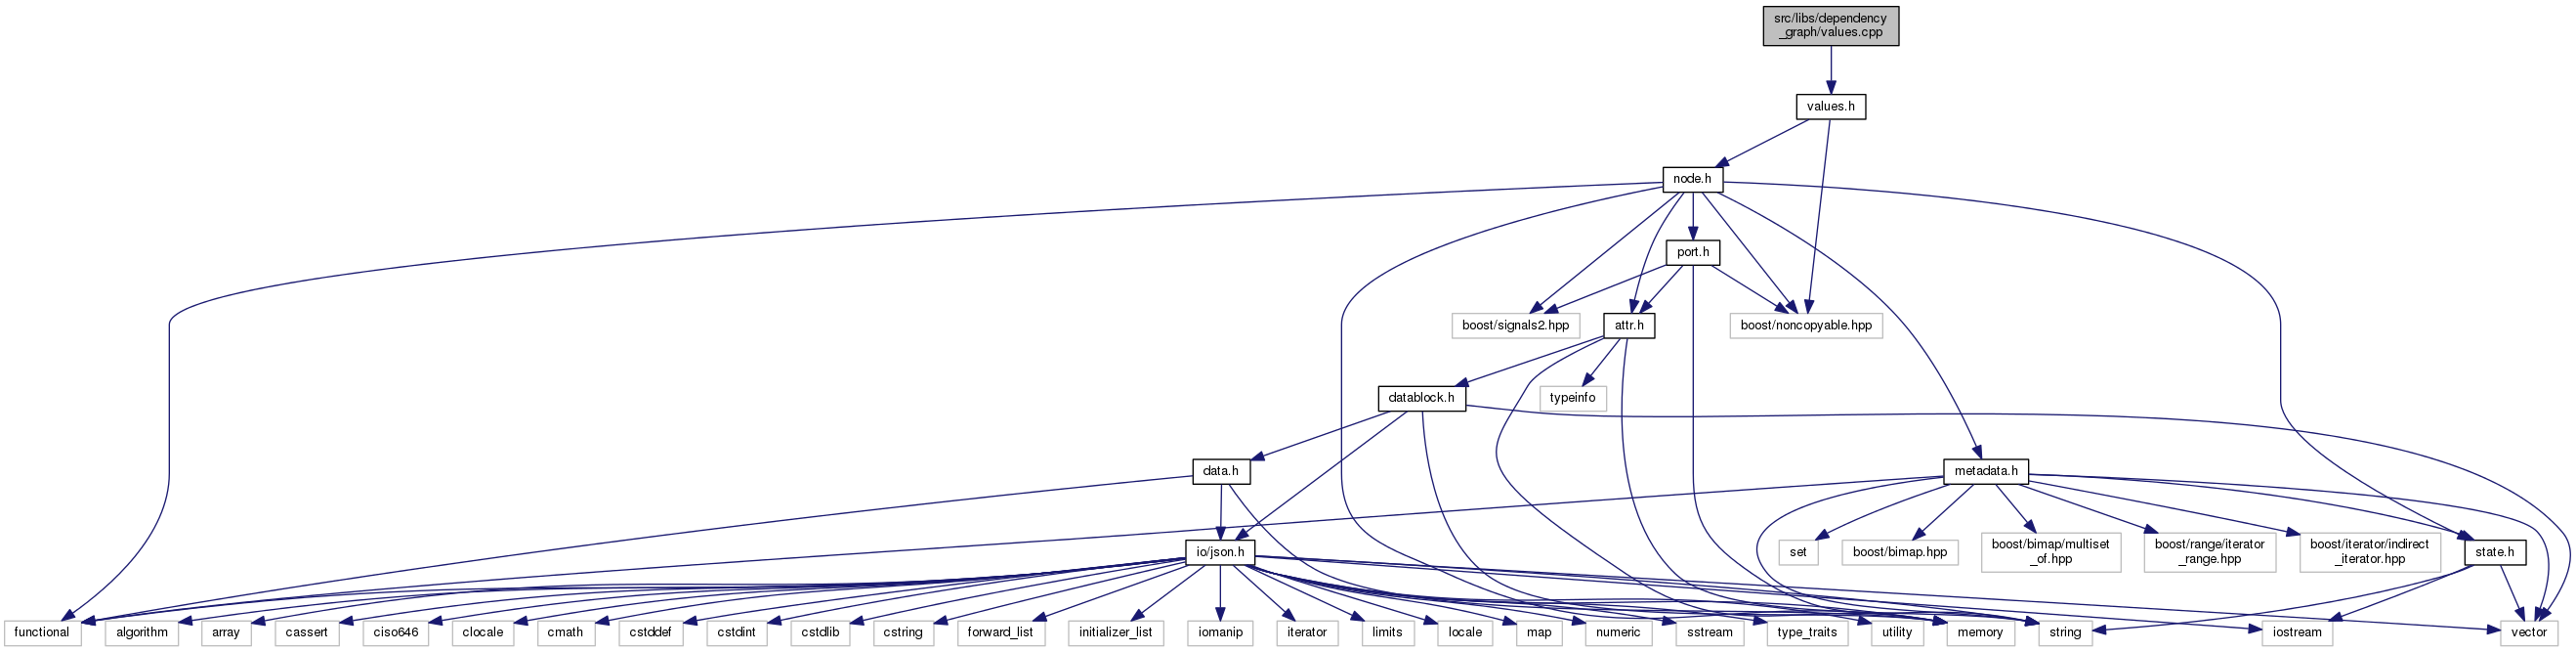 src/libs/dependency
_graph/values.cpp
values.h
node.h
port.h
boost/signals2.hpp
attr.h
boost/noncopyable.hpp
datablock.h
typeinfo
data.h
metadata.h
io/json.h
set
boost/bimap.hpp
boost/bimap/multiset
_of.hpp
boost/range/iterator
_range.hpp
boost/iterator/indirect
_iterator.hpp
state.h
functional
algorithm
array
cassert
ciso646
clocale
cmath
cstddef
cstdint
cstdlib
cstring
forward_list
initializer_list
iomanip
iterator
limits
locale
map
numeric
sstream
type_traits
utility
memory
string
iostream
vector